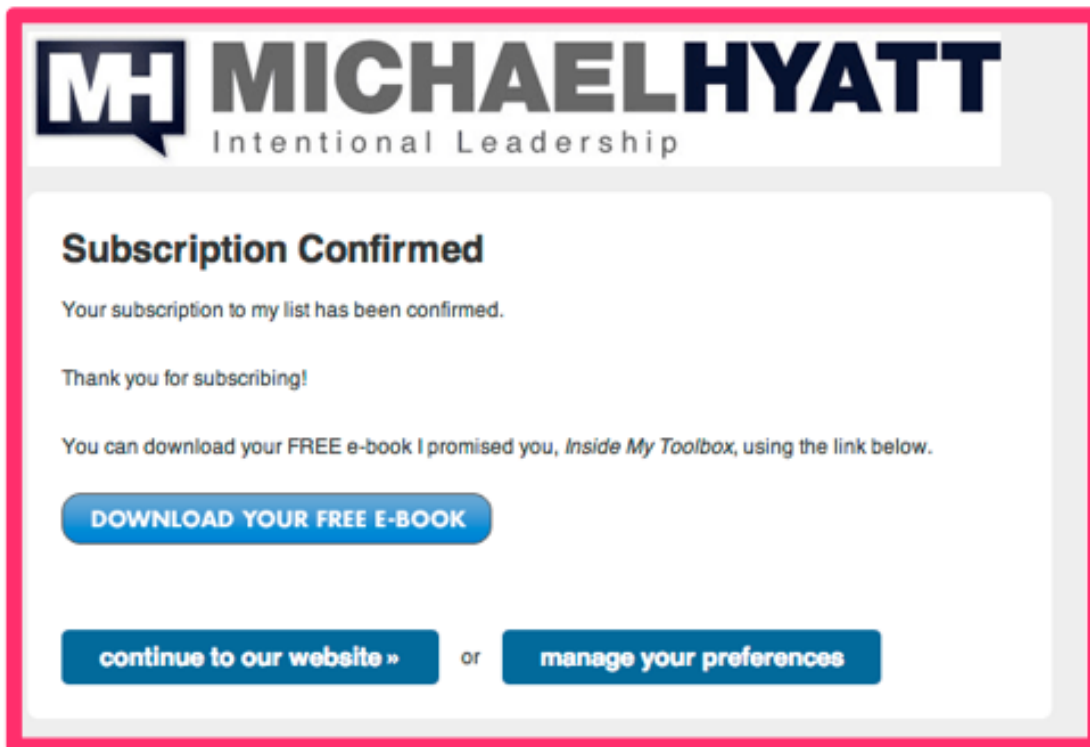 MH MICHAELHYATT
Intentional Leadership
Subscription Confirmed
Your subscription to my list has been confirmed.
Thank you for subscribing!
You can download your FREE e-book I promised you, Inside My Toolbox, using the link below.
DOWNLOAD YOUR FREE E-BOOK
continue to our website » or manage your preferences